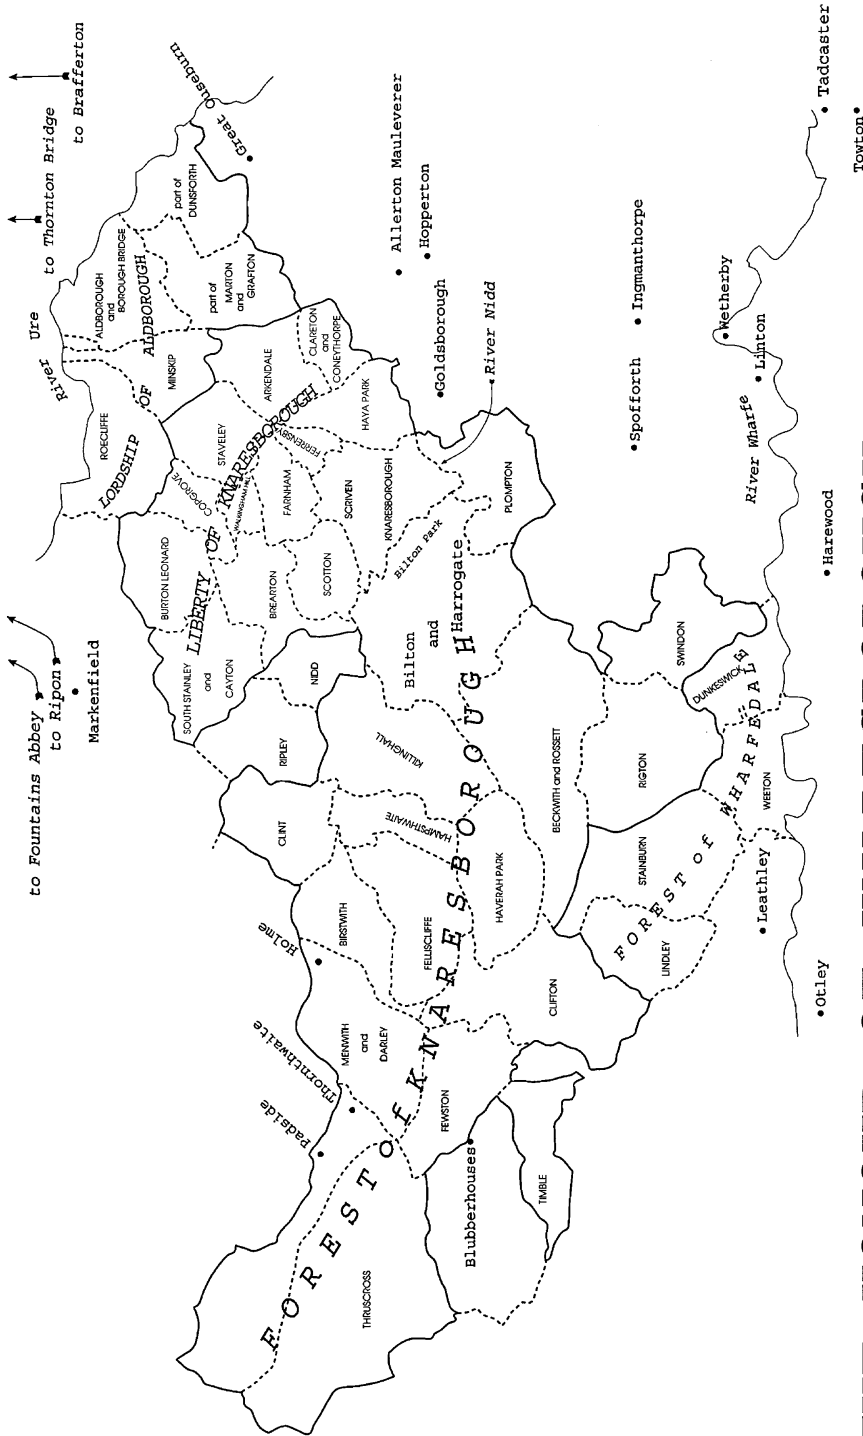 to Fountains Abbey
to Ripon
Markenfield
River Ure
to Thornton Bridge
to Brafferton
Great Ouseburn
LORDSHIP OF ALDBOROUGH
ROECLIFFE
MINSKIP
ALDBOROUGH
and
BOROUGH BRIDGE
part of
DUNSFORTH
part of
MARTON
and
GRAFTON
LIBERTY OF KNARESBOROUGH
SOUTH STAINLEY
and
CAYTON
BURTON LEONARD
COPGROVE
STAVELEY
WALKINGHAM HILL
FERRENSBY
ARKENDALE
CLARETON
and
CONEYTHORPE
HAYA PARK
FARNHAM
SCRIVEN
KNARESBOROUGH
BREARTON
SCOTTON
NIDD
RIPLEY
CLINT
Allerton Mauleverer
Hopperton
Goldsborough
River Nidd
PLOMPTON
Bilton Park
Bilton
and
Harrogate
KILLINGHALL
HAMPSTHWAITE
FOREST of KNARESBOROUGH
BIRSTWITH
FELLISCLIFFE
HAVERAH PARK
BECKWITH and ROSSETT
Holme
Thornthwaite
Padside
MENWITH
and
DARLEY
THRUSCROSS
FEWSTON
Blubberhouses
TIMBLE
CLIFTON
FOREST of WHARFEDALE
LINDLEY
STAINBURN
RIGTON
WEETON
DUNKESWICK
SWINDON
Spofforth
Ingmanthorpe
Wetherby
Linton
River Wharfe
Harewood
Leathley
Otley
Tadcaster
Towton